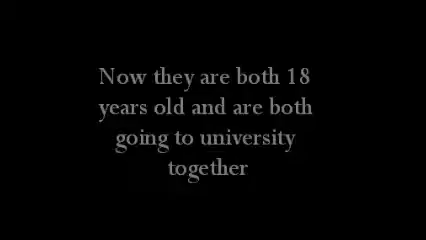 Now they are both 18
years old and are both
going to university
together